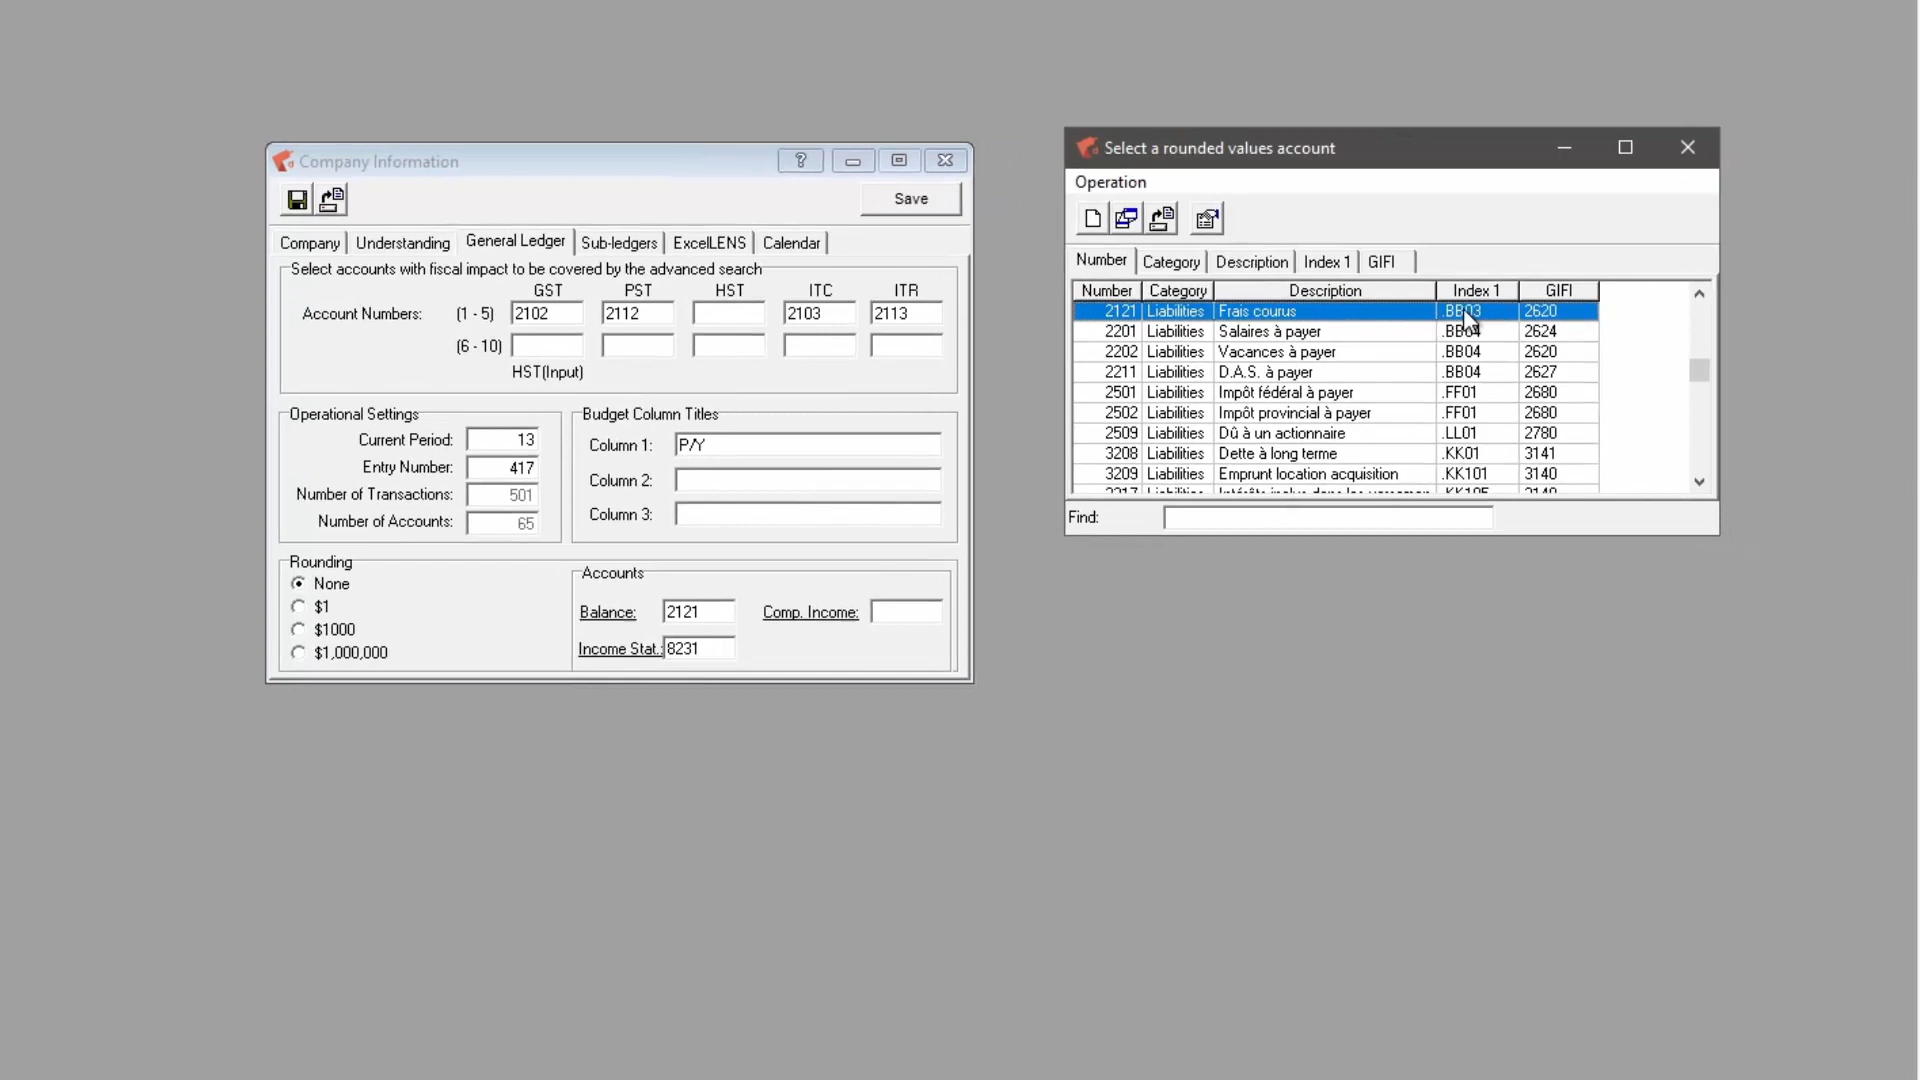 Company Information
?
Save
Company Understanding General Ledger Sub-ledgers ExcelLENS Calendar
Select accounts with fiscal impact to be covered by the advanced search
GST PST HST ITC ITR
Account Numbers: (1 - 5) 2102 2112 2103 2113
(6 - 10)
HST(Input)
Operational Settings
Current Period: 13
Entry Number: 417
Number of Transactions: 501
Number of Accounts: 65
Budget Column Titles
Column 1: P/Y
Column 2:
Column 3:
Rounding
None
$1
$1000
$1,000,000
Accounts
Balance: 2121 Comp. Income:
Income Stat.: 8231
Select a rounded values account
Operation
Number Category Description Index 1 GIFI
Number Category Description Index 1 GIFI
2121 Liabilities Frais courus .BB03 2620
2201 Liabilities Salaires à payer .BB04 2624
2202 Liabilities Vacances à payer .BB04 2620
2211 Liabilities D.A.S. à payer .BB04 2627
2501 Liabilities Impôt fédéral à payer .FF01 2680
2502 Liabilities Impôt provincial à payer .FF01 2680
2509 Liabilities Dû à un actionnaire .LL01 2780
3208 Liabilities Dette à long terme .KK01 3141
3209 Liabilities Emprunt location acquisition .KK101 3140
Find: